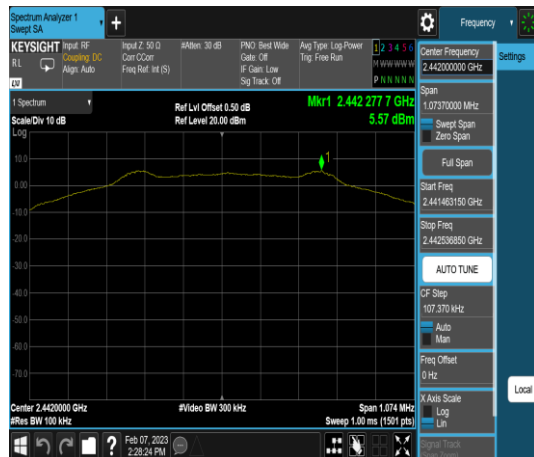 Spectrum Analyzer 1
Swept SA
+
Frequency
KEYSIGHT
RL
LXI
Input: RF
Coupling: DC
Align: Auto
Input Z: 50 Ω
Corr CCorr
Freq Ref: Int (S)
#Atten: 30 dB
PNO: Best Wide
Gate: Off
IF Gain: Low
Sig Track: Off
Avg Type: Log-Power
Trig: Free Run
1 2 3 4 5 6
M W W W W W
P N N N N N
1 Spectrum
Scale/Div 10 dB
Ref Lvl Offset 0.50 dB
Ref Level 20.00 dBm
Mkr1 2.442 277 7 GHz
5.57 dBm
Log
1
10.0
0.00
-10.0
-20.0
-30.0
-40.0
-50.0
-60.0
-70.0
Center 2.4420000 GHz
#Res BW 100 kHz
#Video BW 300 kHz
Span 1.074 MHz
Sweep 1.00 ms (1501 pts)
?
Feb 07, 2023
2:28:24 PM
Center Frequency
2.442000000 GHz
Span
1.07370000 MHz
Swept Span
Zero Span
Full Span
Start Freq
2.441463150 GHz
Stop Freq
2.442536850 GHz
AUTO TUNE
CF Step
107.370 kHz
Auto
Man
Freq Offset
0 Hz
X Axis Scale
Log
Lin
Signal Track
Settings
Local